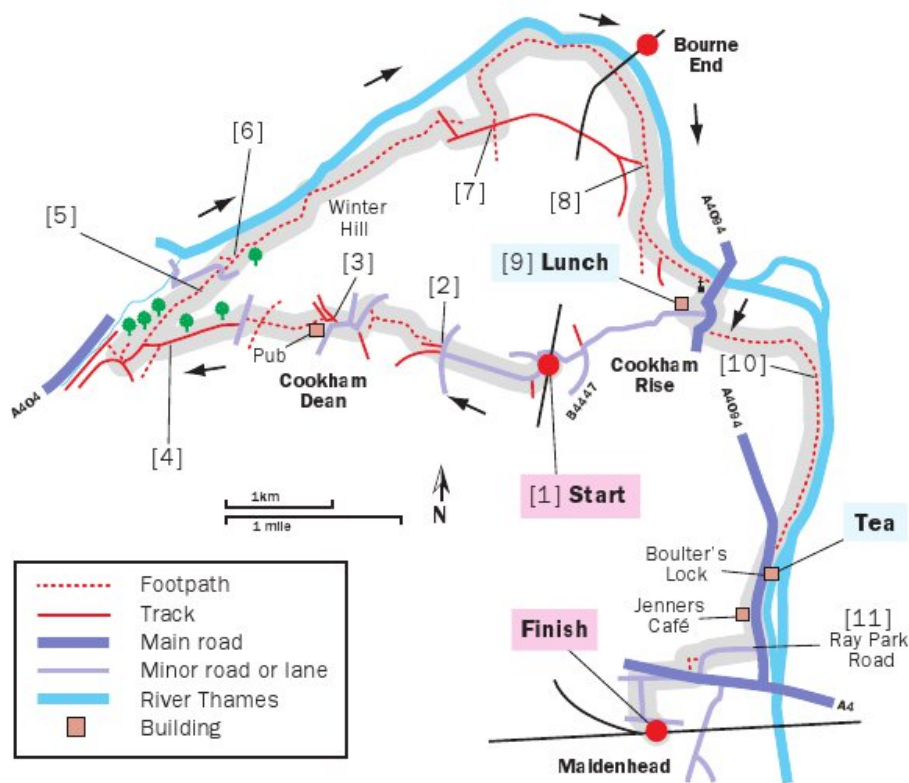 Bourne
End
[6]
[7]
[5]
Winter
Hill
[8]
A4094
[3]
[9] Lunch
[2]
Pub
Cookham
Dean
Cookham
Rise
[10]
B4447
A404
A4094
[4]
[1] Start
1km
1 mile
N
Tea
Boulter's
Lock
Jenners
Café
[11]
Ray Park
Road
Finish
A4
Maidenhead
Footpath
Track
Main road
Minor road or lane
River Thames
Building